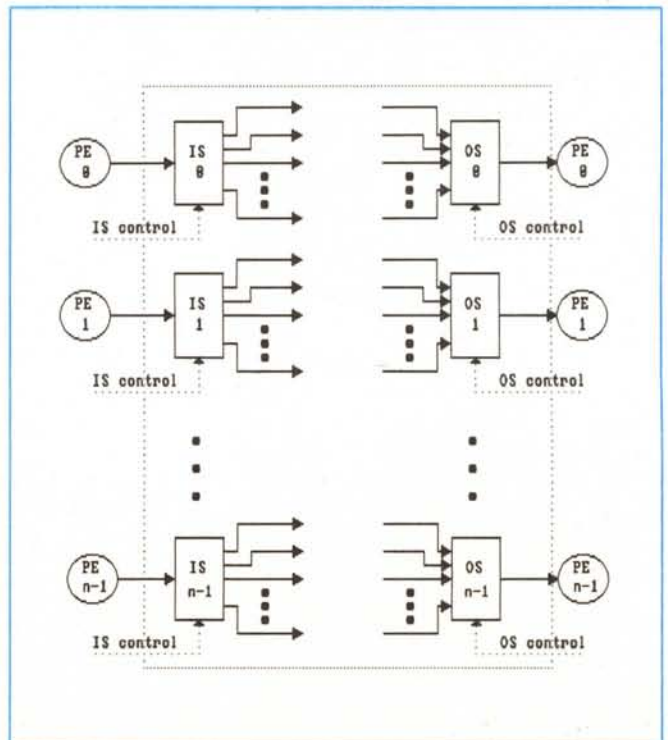 PE 0
IS 0
OS 0
PE 0
IS control
OS control
PE 1
IS 1
OS 1
PE 1
IS control
OS control
PE n-1
IS n-1
OS n-1
PE n-1
IS control
OS control